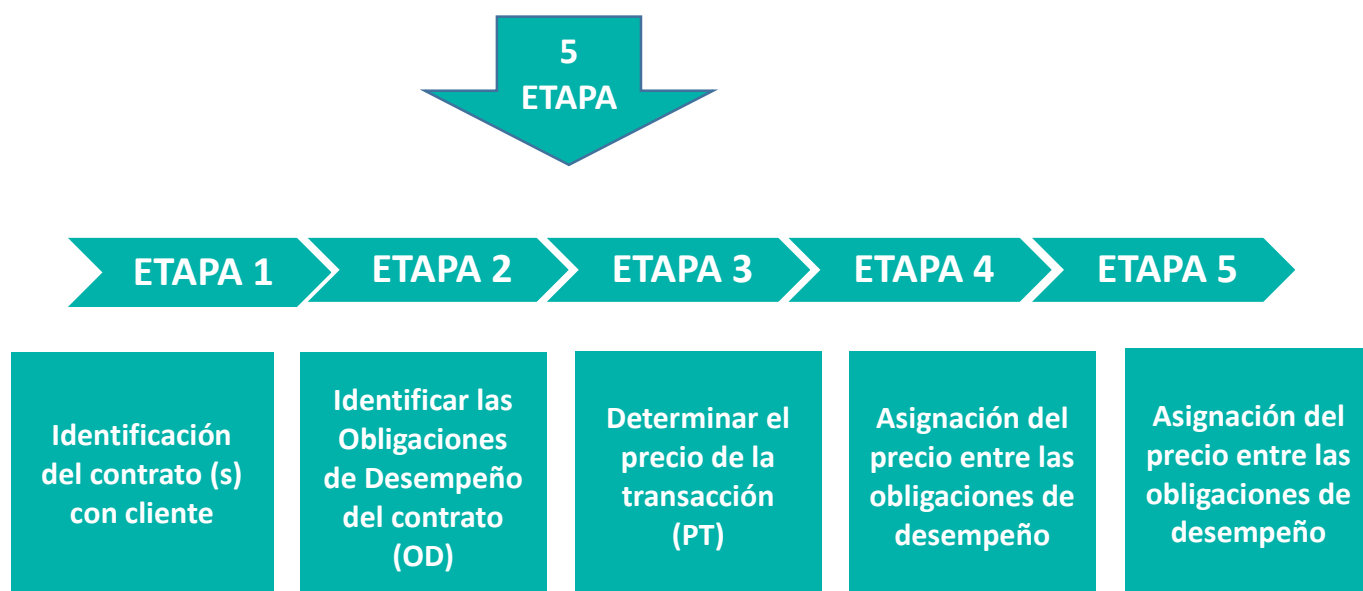 5
ETAPA
ETAPA 1
ETAPA 2
ETAPA 3
ETAPA 4
ETAPA 5
Identificación
del contrato (s)
con cliente
Identificar las
Obligaciones
de Desempeño
del contrato
(OD)
Determinar el
precio de la
transacción
(PT)
Asignación del
precio entre las
obligaciones de
desempeño
Asignación del
precio entre las
obligaciones de
desempeño